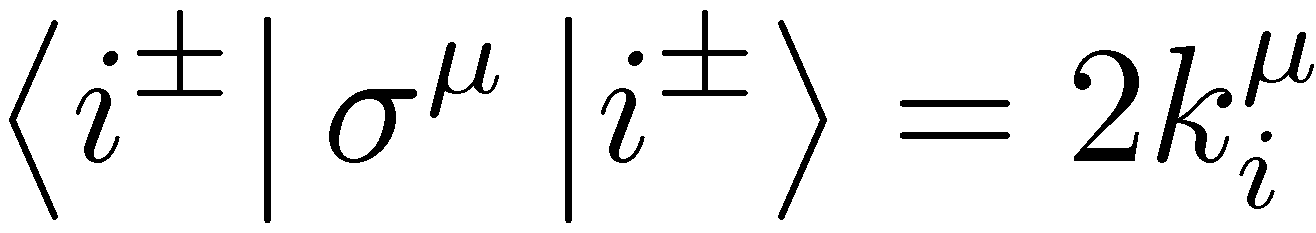 ⟨i^±| σ^μ |i^±⟩ = 2k_i^μ